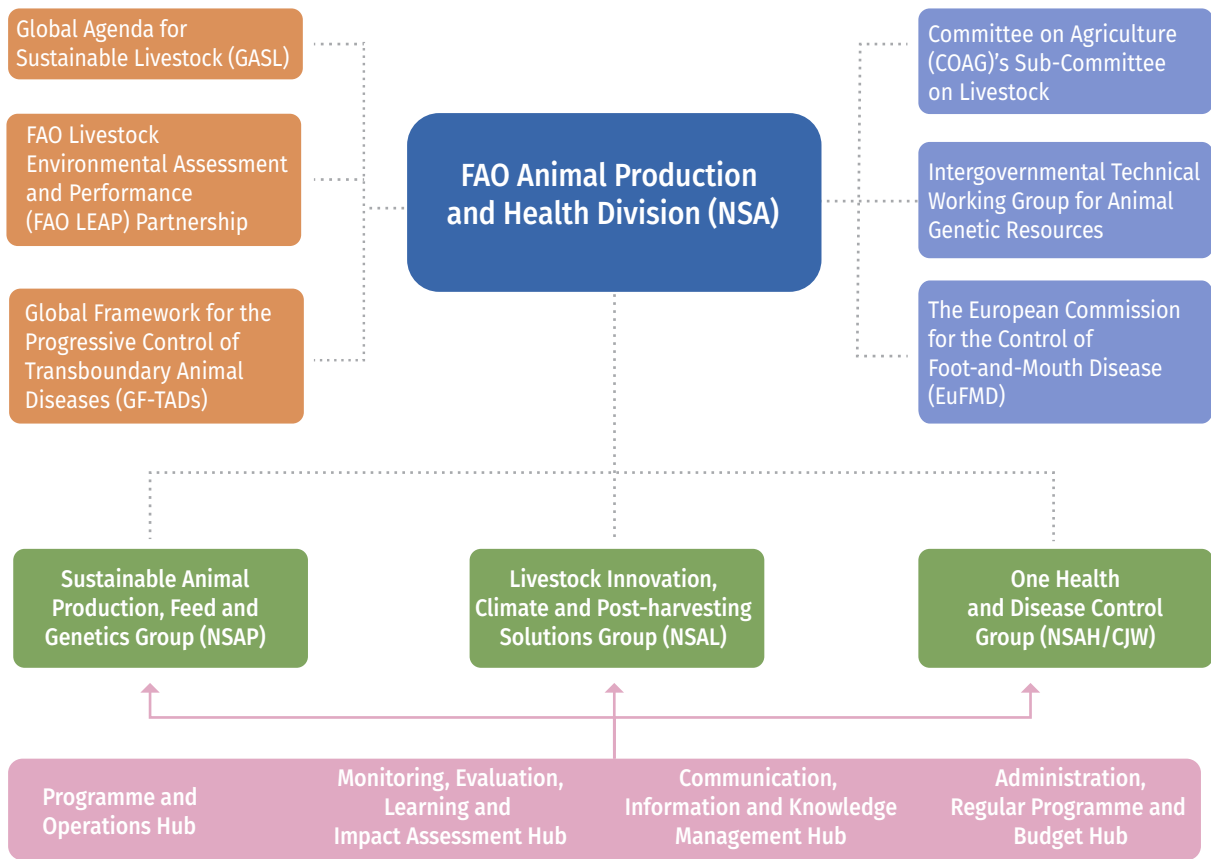 Global Agenda for
Sustainable Livestock (GASL)
FAO Livestock
Environmental Assessment
and Performance
(FAO LEAP) Partnership
Global Framework for the
Progressive Control of
Transboundary Animal
Diseases (GF-TADs)
FAO Animal Production
and Health Division (NSA)
Committee on Agriculture
(COAG)'s Sub-Committee
on Livestock
Intergovernmental Technical
Working Group for Animal
Genetic Resources
The European Commission
for the Control of
Foot-and-Mouth Disease
(EuFMD)
Sustainable Animal
Production, Feed and
Genetics Group (NSAP)
Livestock Innovation,
Climate and Post-harvesting
Solutions Group (NSAL)
One Health
and Disease Control
Group (NSAH/CJW)
Programme and
Operations Hub
Monitoring, Evaluation,
Learning and
Impact Assessment Hub
Communication,
Information and Knowledge
Management Hub
Administration,
Regular Programme and
Budget Hub